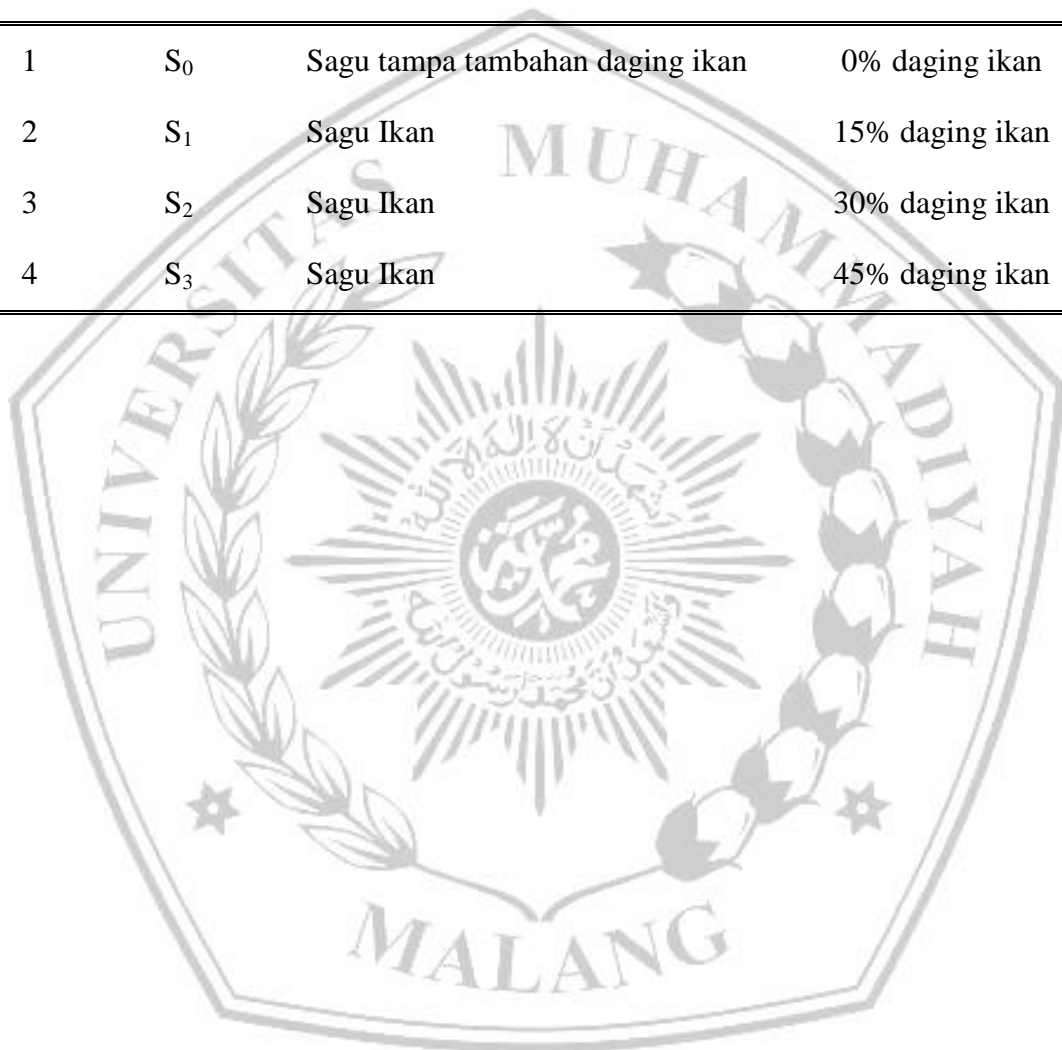 1 S₀ Sagu tampa tambahan daging ikan 0% daging ikan
2 S₁ Sagu Ikan 15% daging ikan
3 S₂ Sagu Ikan 30% daging ikan
4 S₃ Sagu Ikan 45% daging ikan
UNIVERSITAS MUHAMMADIYAH
MALANG